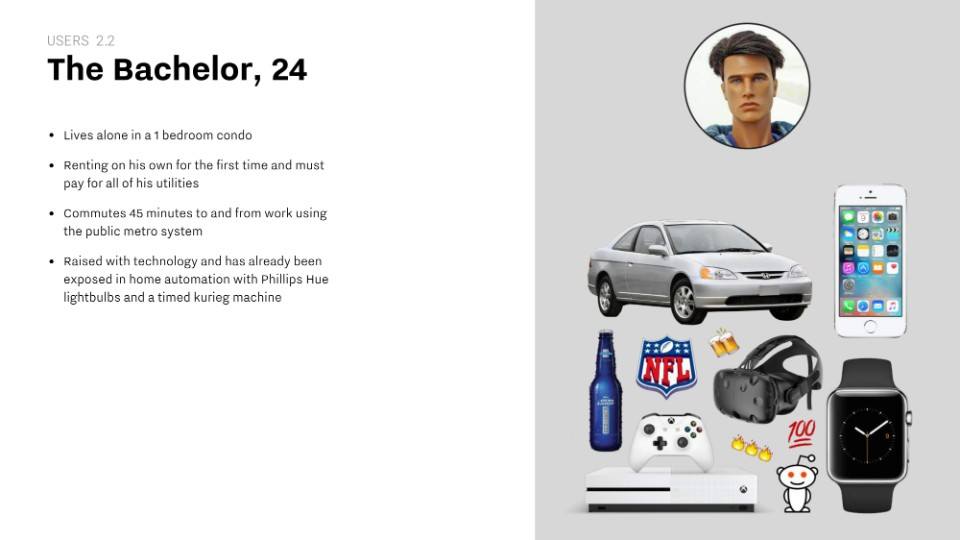 USERS 2.2
The Bachelor, 24
• Lives alone in a 1 bedroom condo
• Renting on his own for the first time and must
pay for all of his utilities
• Commutes 45 minutes to and from work using
the public metro system
• Raised with technology and has already been
exposed in home automation with Phillips Hue
lightbulbs and a timed kurieg machine
NFL
100